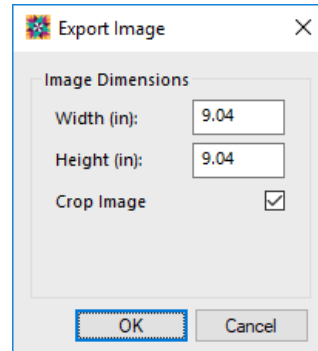 Export Image
Image Dimensions
Width (in): 9.04
Height (in): 9.04
Crop Image
OK Cancel